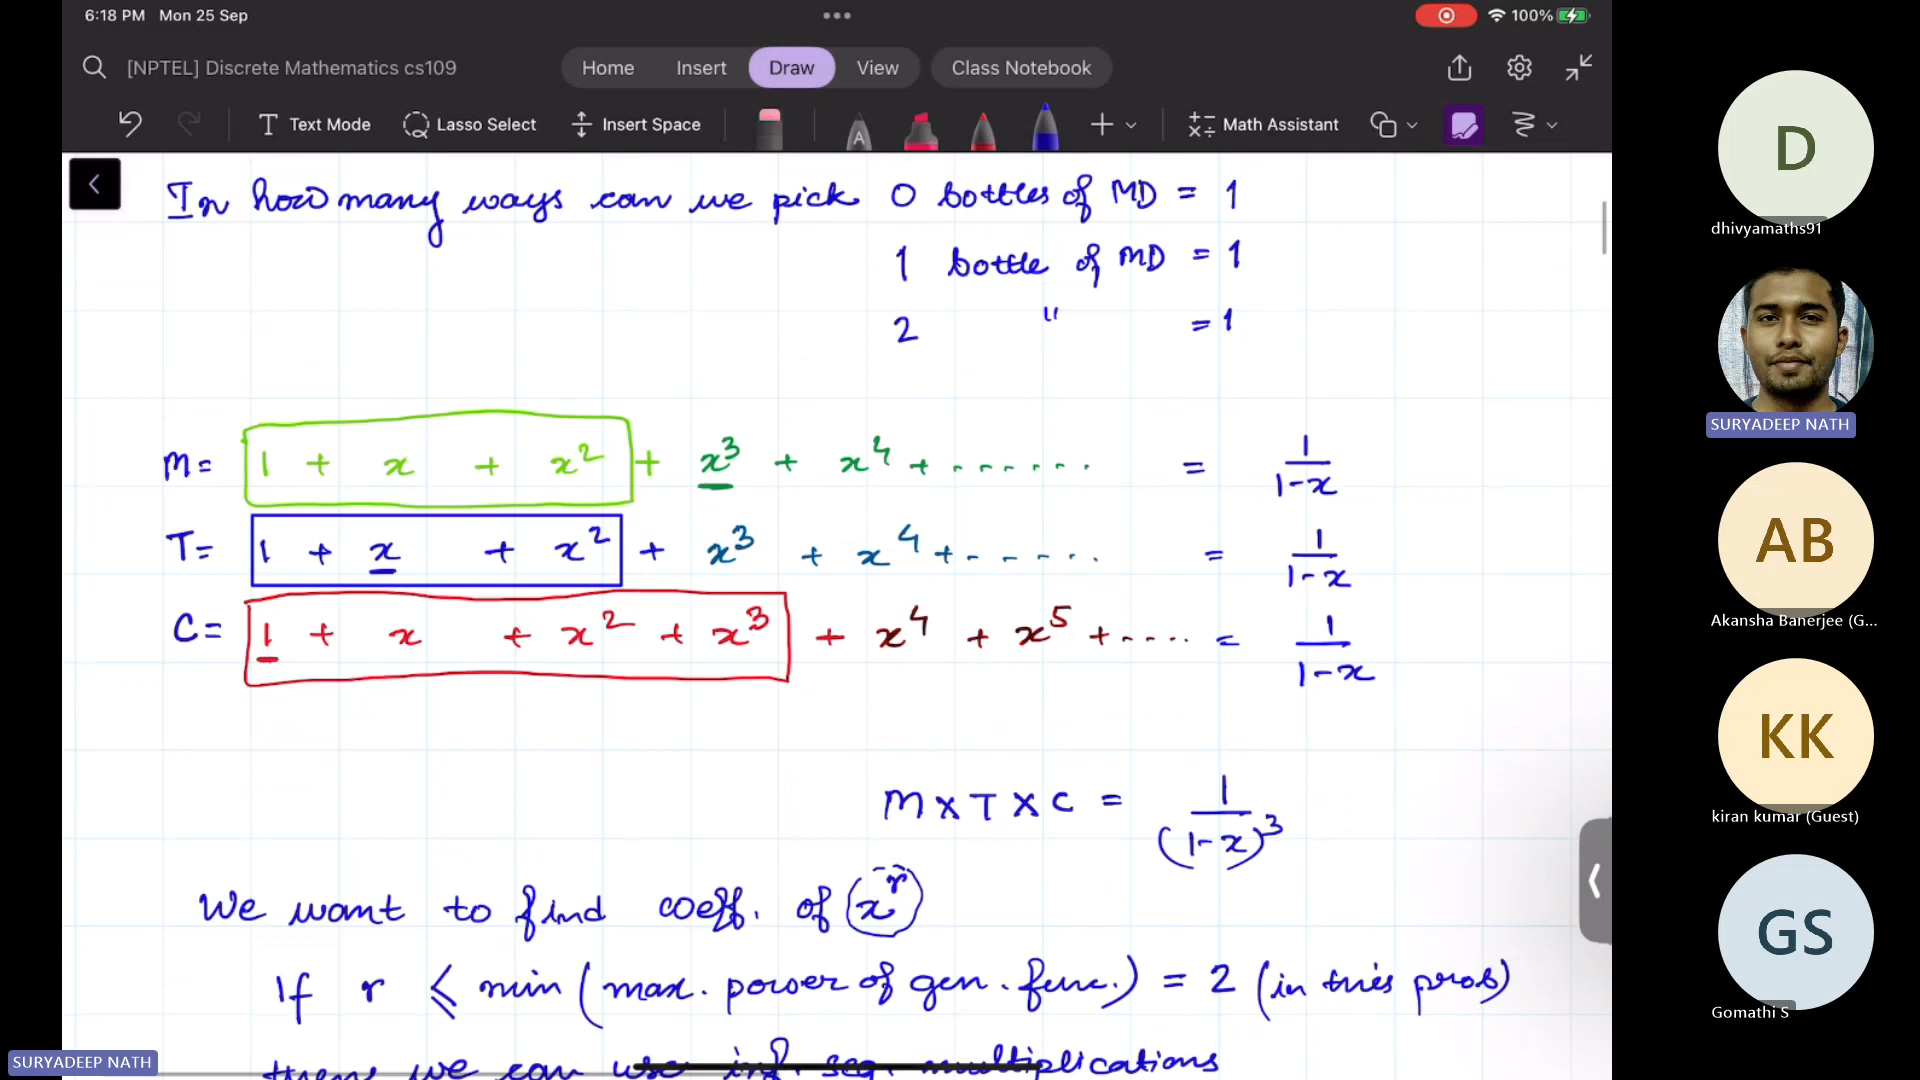 6:18 PM Mon 25 Sep
100%
[NPTEL] Discrete Mathematics cs109
Home Insert Draw View Class Notebook
Text Mode Lasso Select Insert Space A Math Assistant
In how many ways can we pick 0 bottles of MD = 1
1 bottle of MD = 1
2 " = 1
M = 1 + x + x² + x³ + x⁴ + ....... = 1/(1-x)
T = 1 + x + x² + x³ + x⁴ + ...... = 1/(1-x)
C = 1 + x + x² + x³ + x⁴ + x⁵ + .... = 1/(1-x)
M X T X C = 1/(1-x)³
We want to find coeff. of x^r
If r ≤ min (max. power of gen. func.) = 2 (in this prob)
we can use inf. seq. multiplications
D
dhivyamaths91
SURYADEEP NATH
AB
Akansha Banerjee (G...
KK
kiran kumar (Guest)
GS
Gomathi S
SURYADEEP NATH